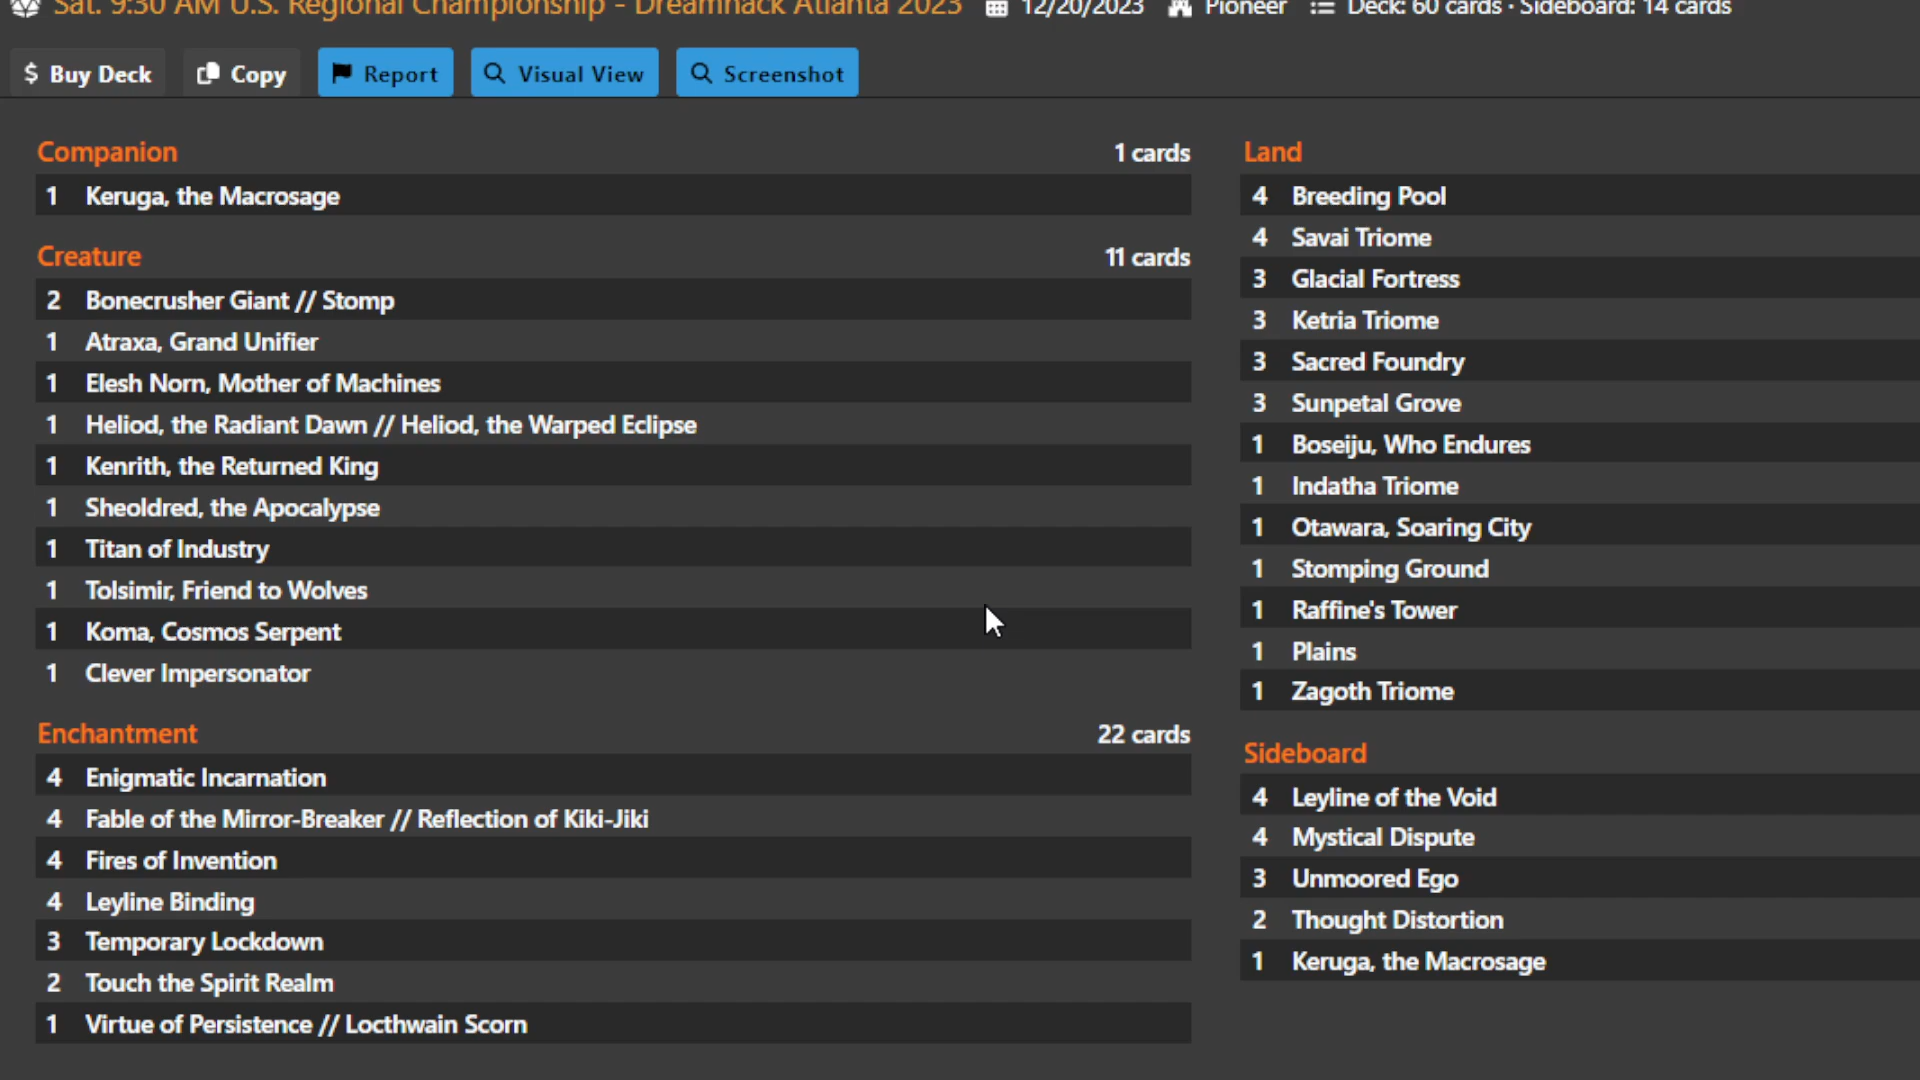 Sat. 9:30 AM U.S. Regional Championship - Dreamhack Atlanta 2023 12/20/2023 Pioneer Deck: 60 cards · Sideboard: 14 cards
$ Buy Deck Copy Report Visual View Screenshot
Companion 1 cards
1 Keruga, the Macrosage
Creature 11 cards
2 Bonecrusher Giant // Stomp
1 Atraxa, Grand Unifier
1 Elesh Norn, Mother of Machines
1 Heliod, the Radiant Dawn // Heliod, the Warped Eclipse
1 Kenrith, the Returned King
1 Sheoldred, the Apocalypse
1 Titan of Industry
1 Tolsimir, Friend to Wolves
1 Koma, Cosmos Serpent
1 Clever Impersonator
Enchantment 22 cards
4 Enigmatic Incarnation
4 Fable of the Mirror-Breaker // Reflection of Kiki-Jiki
4 Fires of Invention
4 Leyline Binding
3 Temporary Lockdown
2 Touch the Spirit Realm
1 Virtue of Persistence // Locthwain Scorn
Land
4 Breeding Pool
4 Savai Triome
3 Glacial Fortress
3 Ketria Triome
3 Sacred Foundry
3 Sunpetal Grove
1 Boseiju, Who Endures
1 Indatha Triome
1 Otawara, Soaring City
1 Stomping Ground
1 Raffine's Tower
1 Plains
1 Zagoth Triome
Sideboard
4 Leyline of the Void
4 Mystical Dispute
3 Unmoored Ego
2 Thought Distortion
1 Keruga, the Macrosage